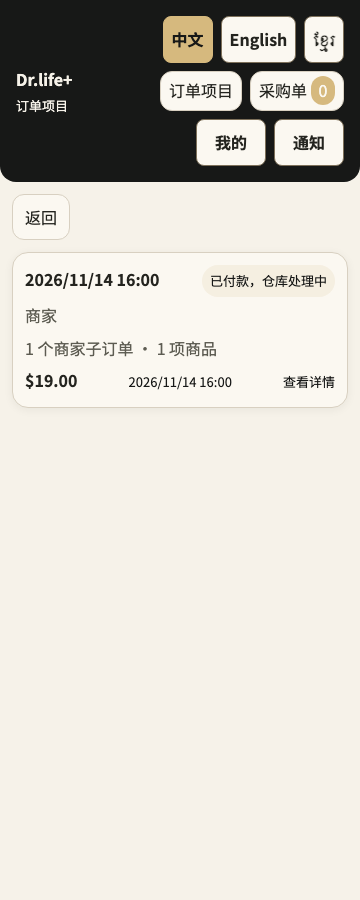 中文 English ខ្មែរ
Dr.life+
订单项目
订单项目 采购单 0
我的 通知
返回
2026/11/14 16:00 已付款，仓库处理中
商家
1 个商家子订单 · 1 项商品
$19.00 2026/11/14 16:00 查看详情